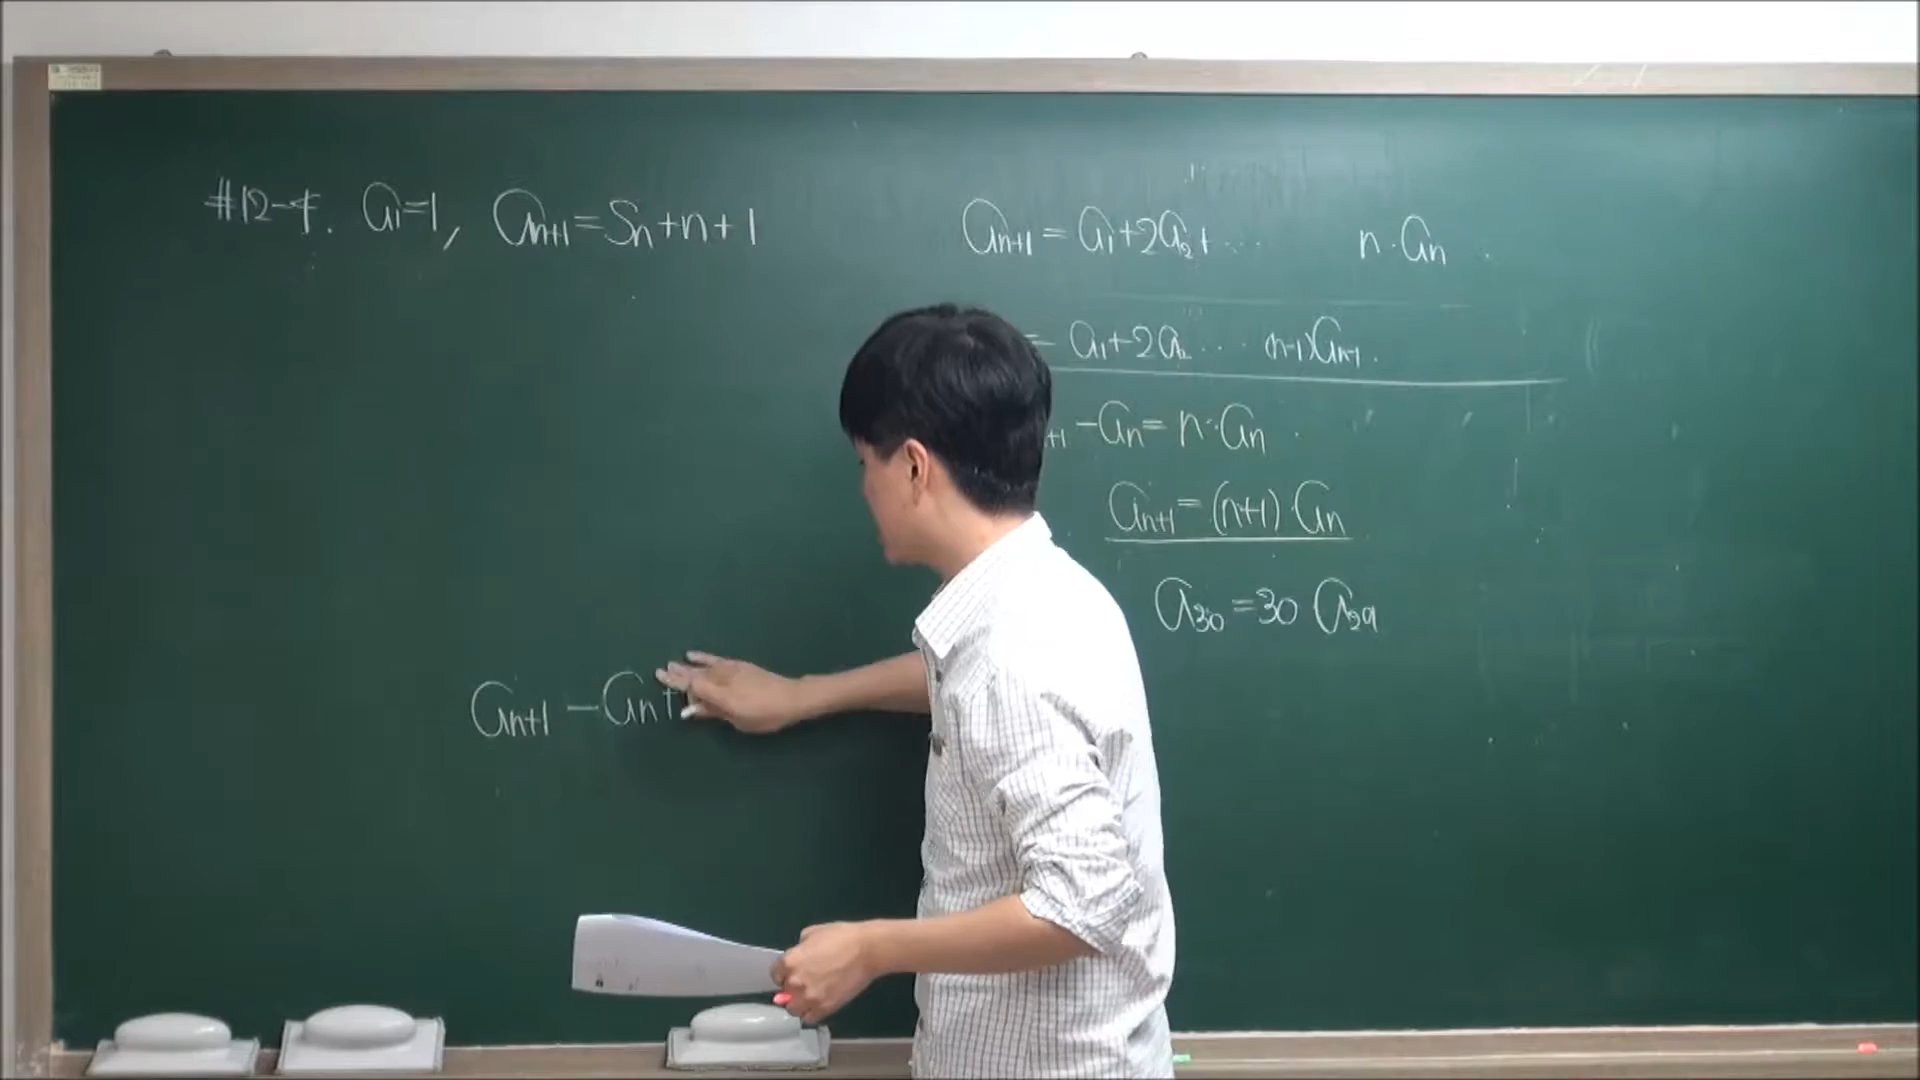 #12-4. a₁=1, aₙ₊₁=Sₙ+n+1
aₙ₊₁ -aₙ+
aₙ₊₁ = a₁+2a₂+ ··· n·aₙ
= a₁+2a₂ ··· (n-1)aₙ₋₁.
+1 -aₙ= n·aₙ
aₙ₊₁=(n+1)·aₙ
a₃₀=30 a₂₉